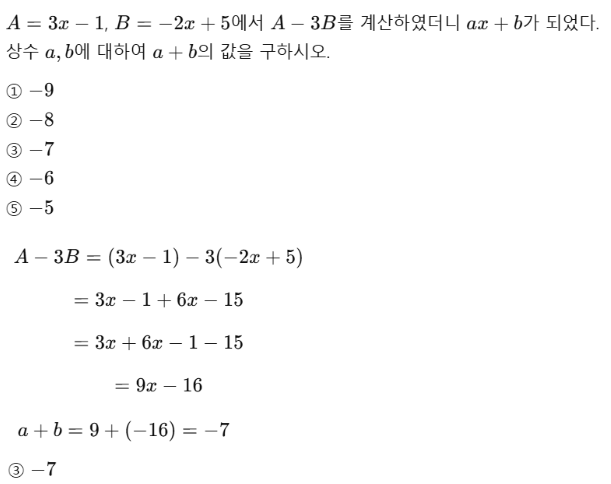 A = 3x − 1, B = −2x + 5에서 A − 3B를 계산하였더니 ax + b가 되었다.
상수 a, b에 대하여 a + b의 값을 구하시오.
① −9
② −8
③ −7
④ −6
⑤ −5
A − 3B = (3x − 1) − 3(−2x + 5)
= 3x − 1 + 6x − 15
= 3x + 6x − 1 − 15
= 9x − 16
a + b = 9 + (−16) = −7
③ −7